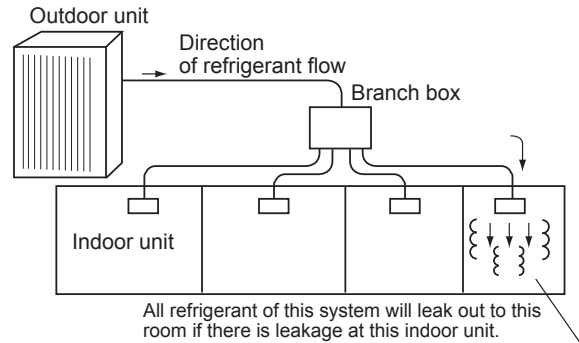 Outdoor unit
Direction
of refrigerant flow
Branch box
Indoor unit
All refrigerant of this system will leak out to this
room if there is leakage at this indoor unit.